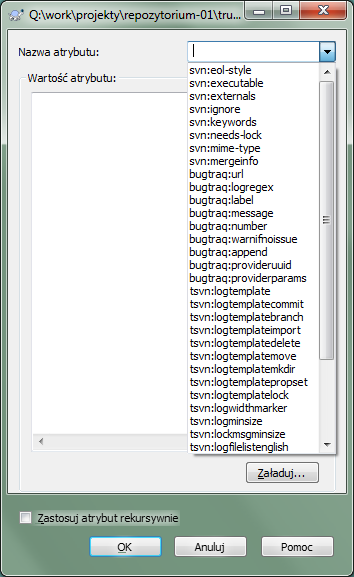 Q:\work\projekty\repozytorium-01\tru...
Nazwa atrybutu:
Wartość atrybutu:
svn:eol-style
svn:executable
svn:externals
svn:ignore
svn:keywords
svn:needs-lock
svn:mime-type
svn:mergeinfo
bugtraq:url
bugtraq:logregex
bugtraq:label
bugtraq:message
bugtraq:number
bugtraq:warnifnoissue
bugtraq:append
bugtraq:provideruuid
bugtraq:providerparams
tsvn:logtemplate
tsvn:logtemplatecommit
tsvn:logtemplatebranch
tsvn:logtemplateimport
tsvn:logtemplatedelete
tsvn:logtemplatemove
tsvn:logtemplatemkdir
tsvn:logtemplatepropset
tsvn:logtemplatelock
tsvn:logwidthmarker
tsvn:logminsize
tsvn:lockmsgminsize
tsvn:logfilelistenglish
Załaduj...
Zastosuj atrybut rekursywnie
OK Anuluj Pomoc